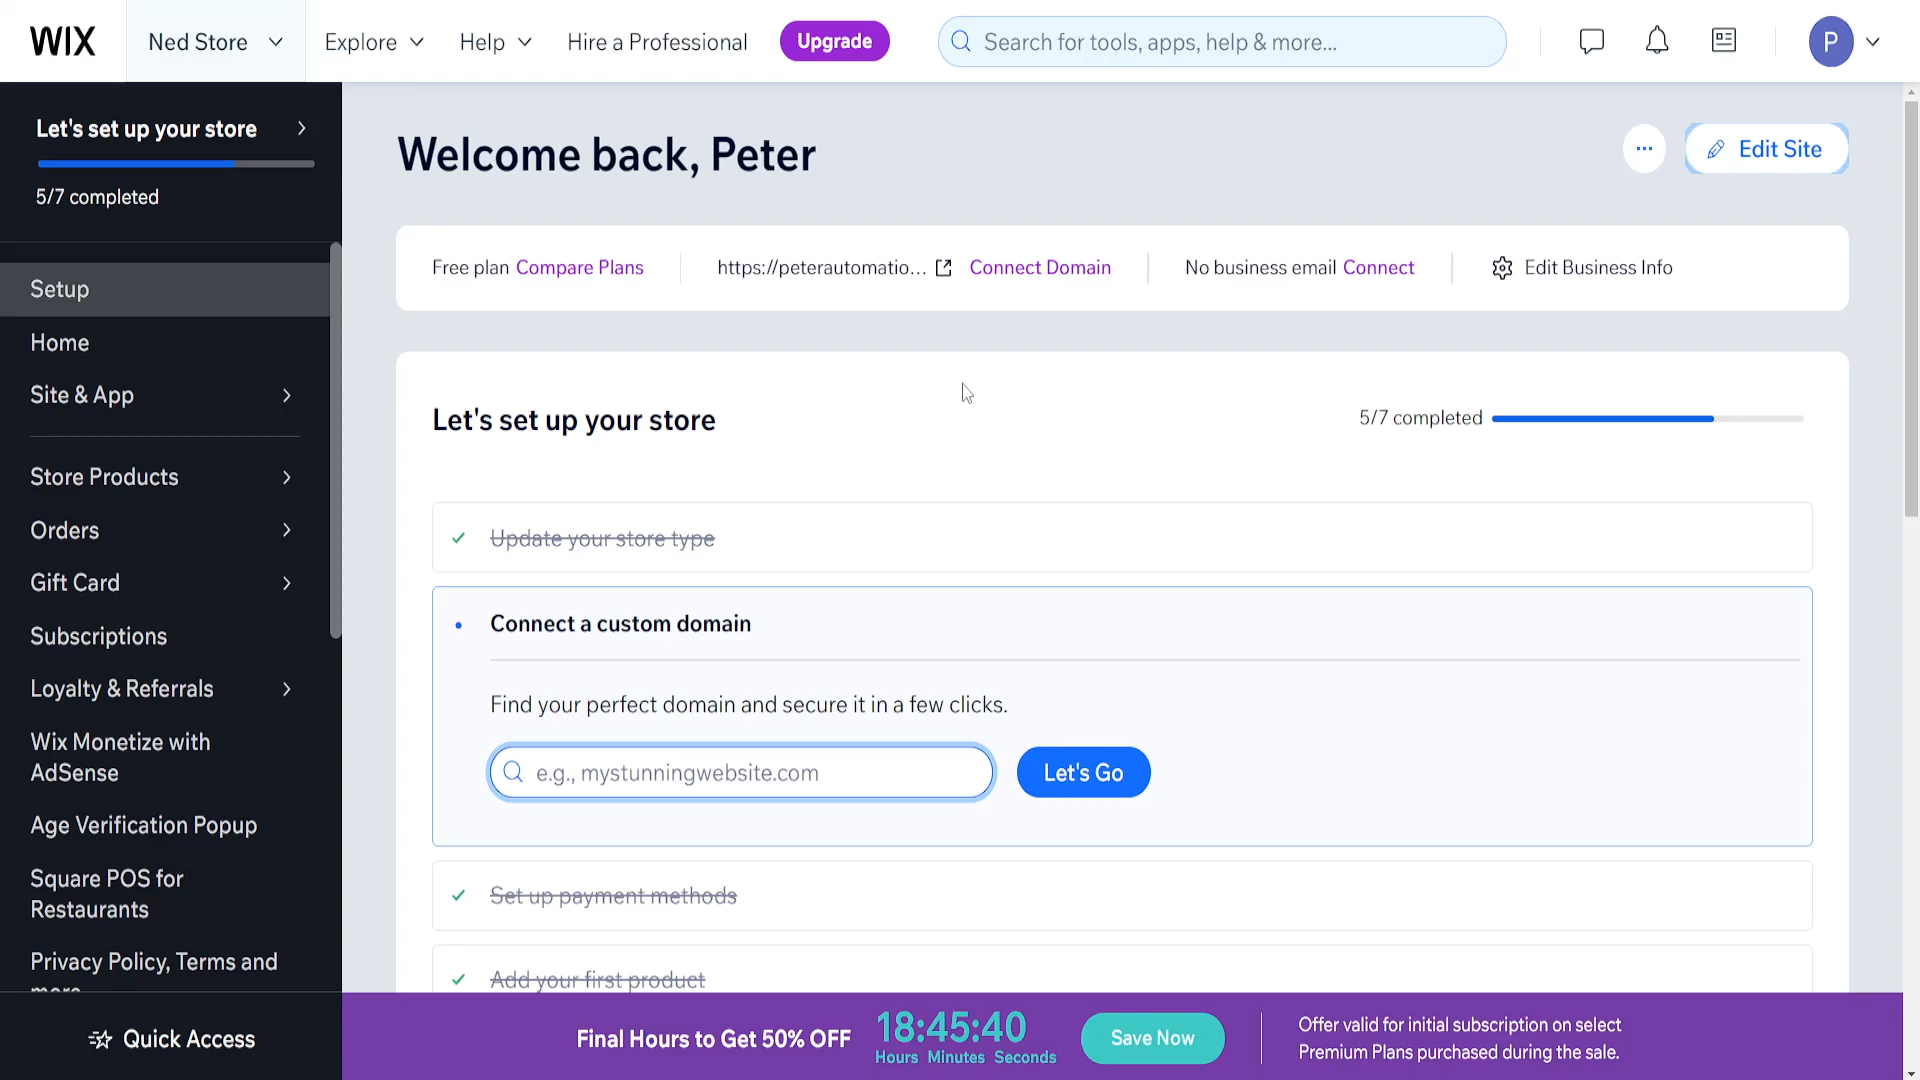 WIX
Ned Store
Explore
Help
Hire a Professional
Upgrade
Search for tools, apps, help & more...
P
Let's set up your store
5/7 completed
Setup
Home
Site & App
Store Products
Orders
Gift Card
Subscriptions
Loyalty & Referrals
Wix Monetize with
AdSense
Age Verification Popup
Square POS for
Restaurants
Privacy Policy, Terms and
more
Quick Access
Welcome back, Peter
... Edit Site
Free plan Compare Plans
https://peterautomatio... Connect Domain
No business email Connect
Edit Business Info
Let's set up your store
5/7 completed
Update your store type
Connect a custom domain
Find your perfect domain and secure it in a few clicks.
e.g., mystunningwebsite.com
Let's Go
Set up payment methods
Add your first product
Final Hours to Get 50% OFF
18:45:40
Hours Minutes Seconds
Save Now
Offer valid for initial subscription on select
Premium Plans purchased during the sale.